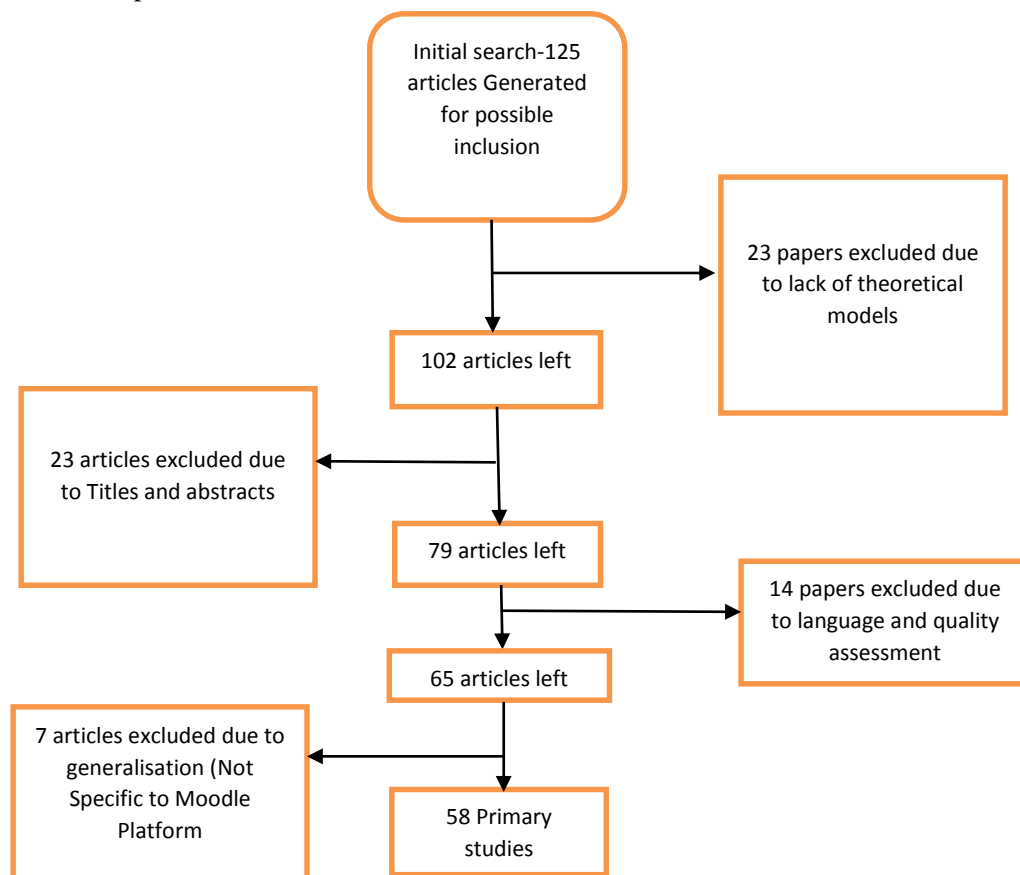 Initial search-125
articles Generated
for possible
inclusion
23 papers excluded due
to lack of theoretical
models
102 articles left
23 articles excluded due
to Titles and abstracts
79 articles left
14 papers excluded due
to language and quality
assessment
65 articles left
7 articles excluded due to
generalisation (Not
Specific to Moodle
Platform
58 Primary
studies